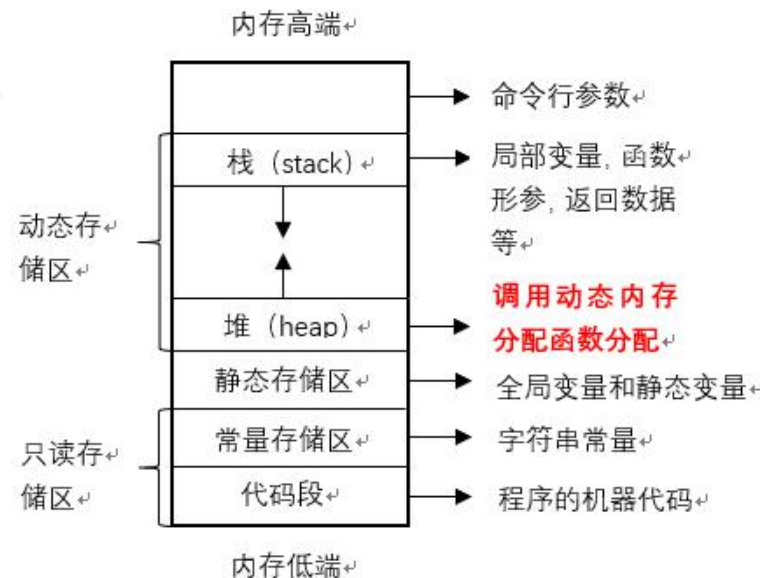 内存高端
命令行参数
栈（stack）
局部变量, 函数
形参, 返回数据
等
动态存
储区
堆（heap）
调用动态内存
分配函数分配
静态存储区
全局变量和静态变量
只读存
储区
常量存储区
字符串常量
代码段
程序的机器代码
内存低端